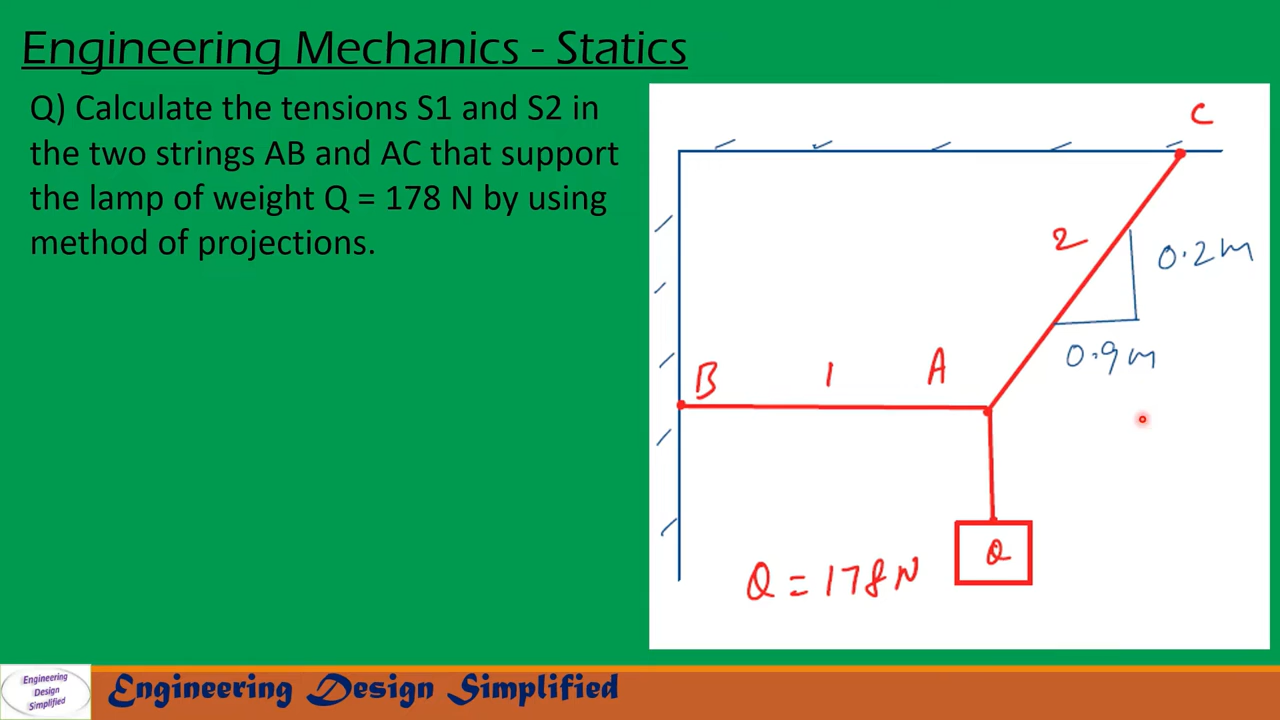 Engineering Mechanics - Statics
Q) Calculate the tensions S1 and S2 in
the two strings AB and AC that support
the lamp of weight Q = 178 N by using
method of projections.
C
2
0.2m
0.9m
B
1
A
Q
Q = 178 N
Engineering
Design
Simplified
Engineering Design Simplified